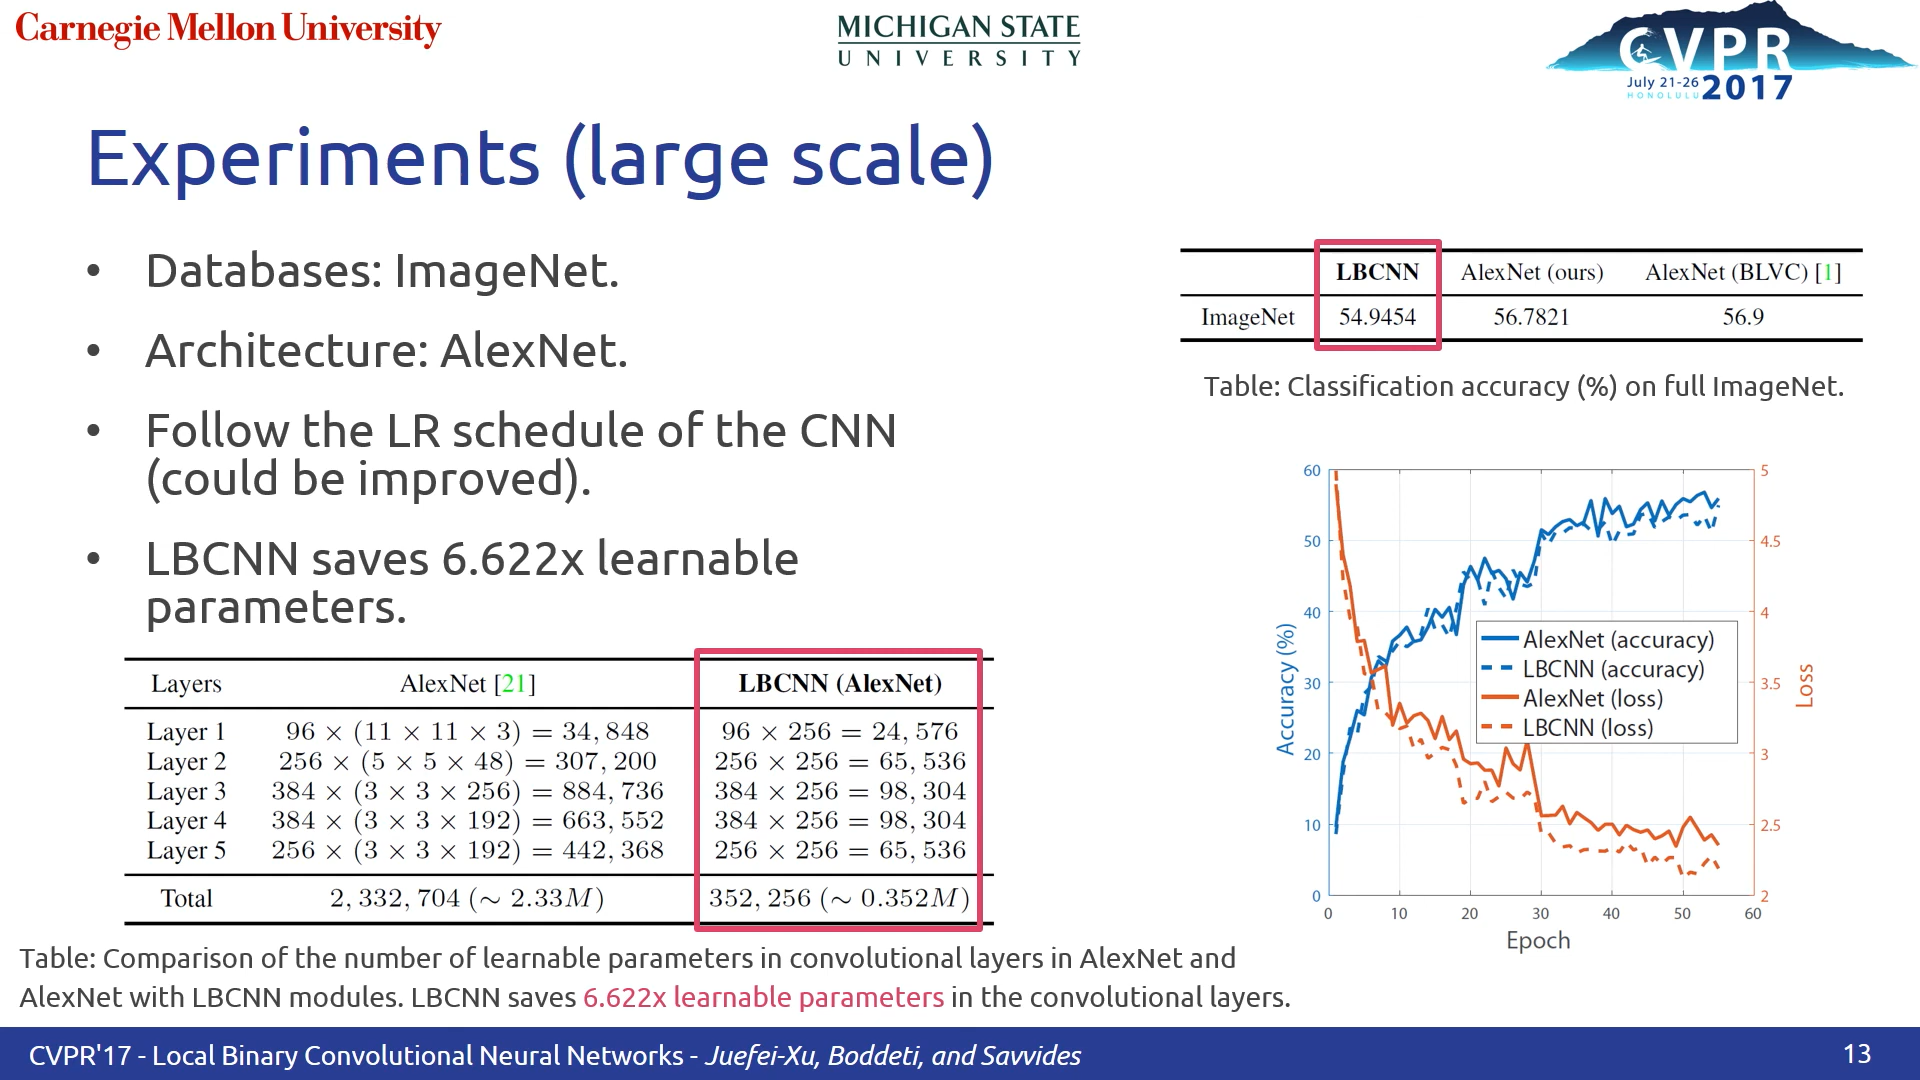 Carnegie Mellon University
MICHIGAN STATE
UNIVERSITY
CVPR
July 21-26 2017
HONOLULU
Experiments (large scale)
• Databases: ImageNet.
• Architecture: AlexNet.
• Follow the LR schedule of the CNN
(could be improved).
• LBCNN saves 6.622x learnable
parameters.
Layers AlexNet [21] LBCNN (AlexNet)
Layer 1 96 × (11 × 11 × 3) = 34, 848 96 × 256 = 24, 576
Layer 2 256 × (5 × 5 × 48) = 307, 200 256 × 256 = 65, 536
Layer 3 384 × (3 × 3 × 256) = 884, 736 384 × 256 = 98, 304
Layer 4 384 × (3 × 3 × 192) = 663, 552 384 × 256 = 98, 304
Layer 5 256 × (3 × 3 × 192) = 442, 368 256 × 256 = 65, 536
Total 2, 332, 704 (∼ 2.33M) 352, 256 (∼ 0.352M)
Table: Comparison of the number of learnable parameters in convolutional layers in AlexNet and
AlexNet with LBCNN modules. LBCNN saves 6.622x learnable parameters in the convolutional layers.
LBCNN AlexNet (ours) AlexNet (BLVC) [1]
ImageNet 54.9454 56.7821 56.9
Table: Classification accuracy (%) on full ImageNet.
60 5
50 4.5
40 4
30 3.5
20 3
10 2.5
0 2
Accuracy (%)
Loss
AlexNet (accuracy)
LBCNN (accuracy)
AlexNet (loss)
LBCNN (loss)
0 10 20 30 40 50 60
Epoch
CVPR'17 - Local Binary Convolutional Neural Networks - Juefei-Xu, Boddeti, and Savvides
13